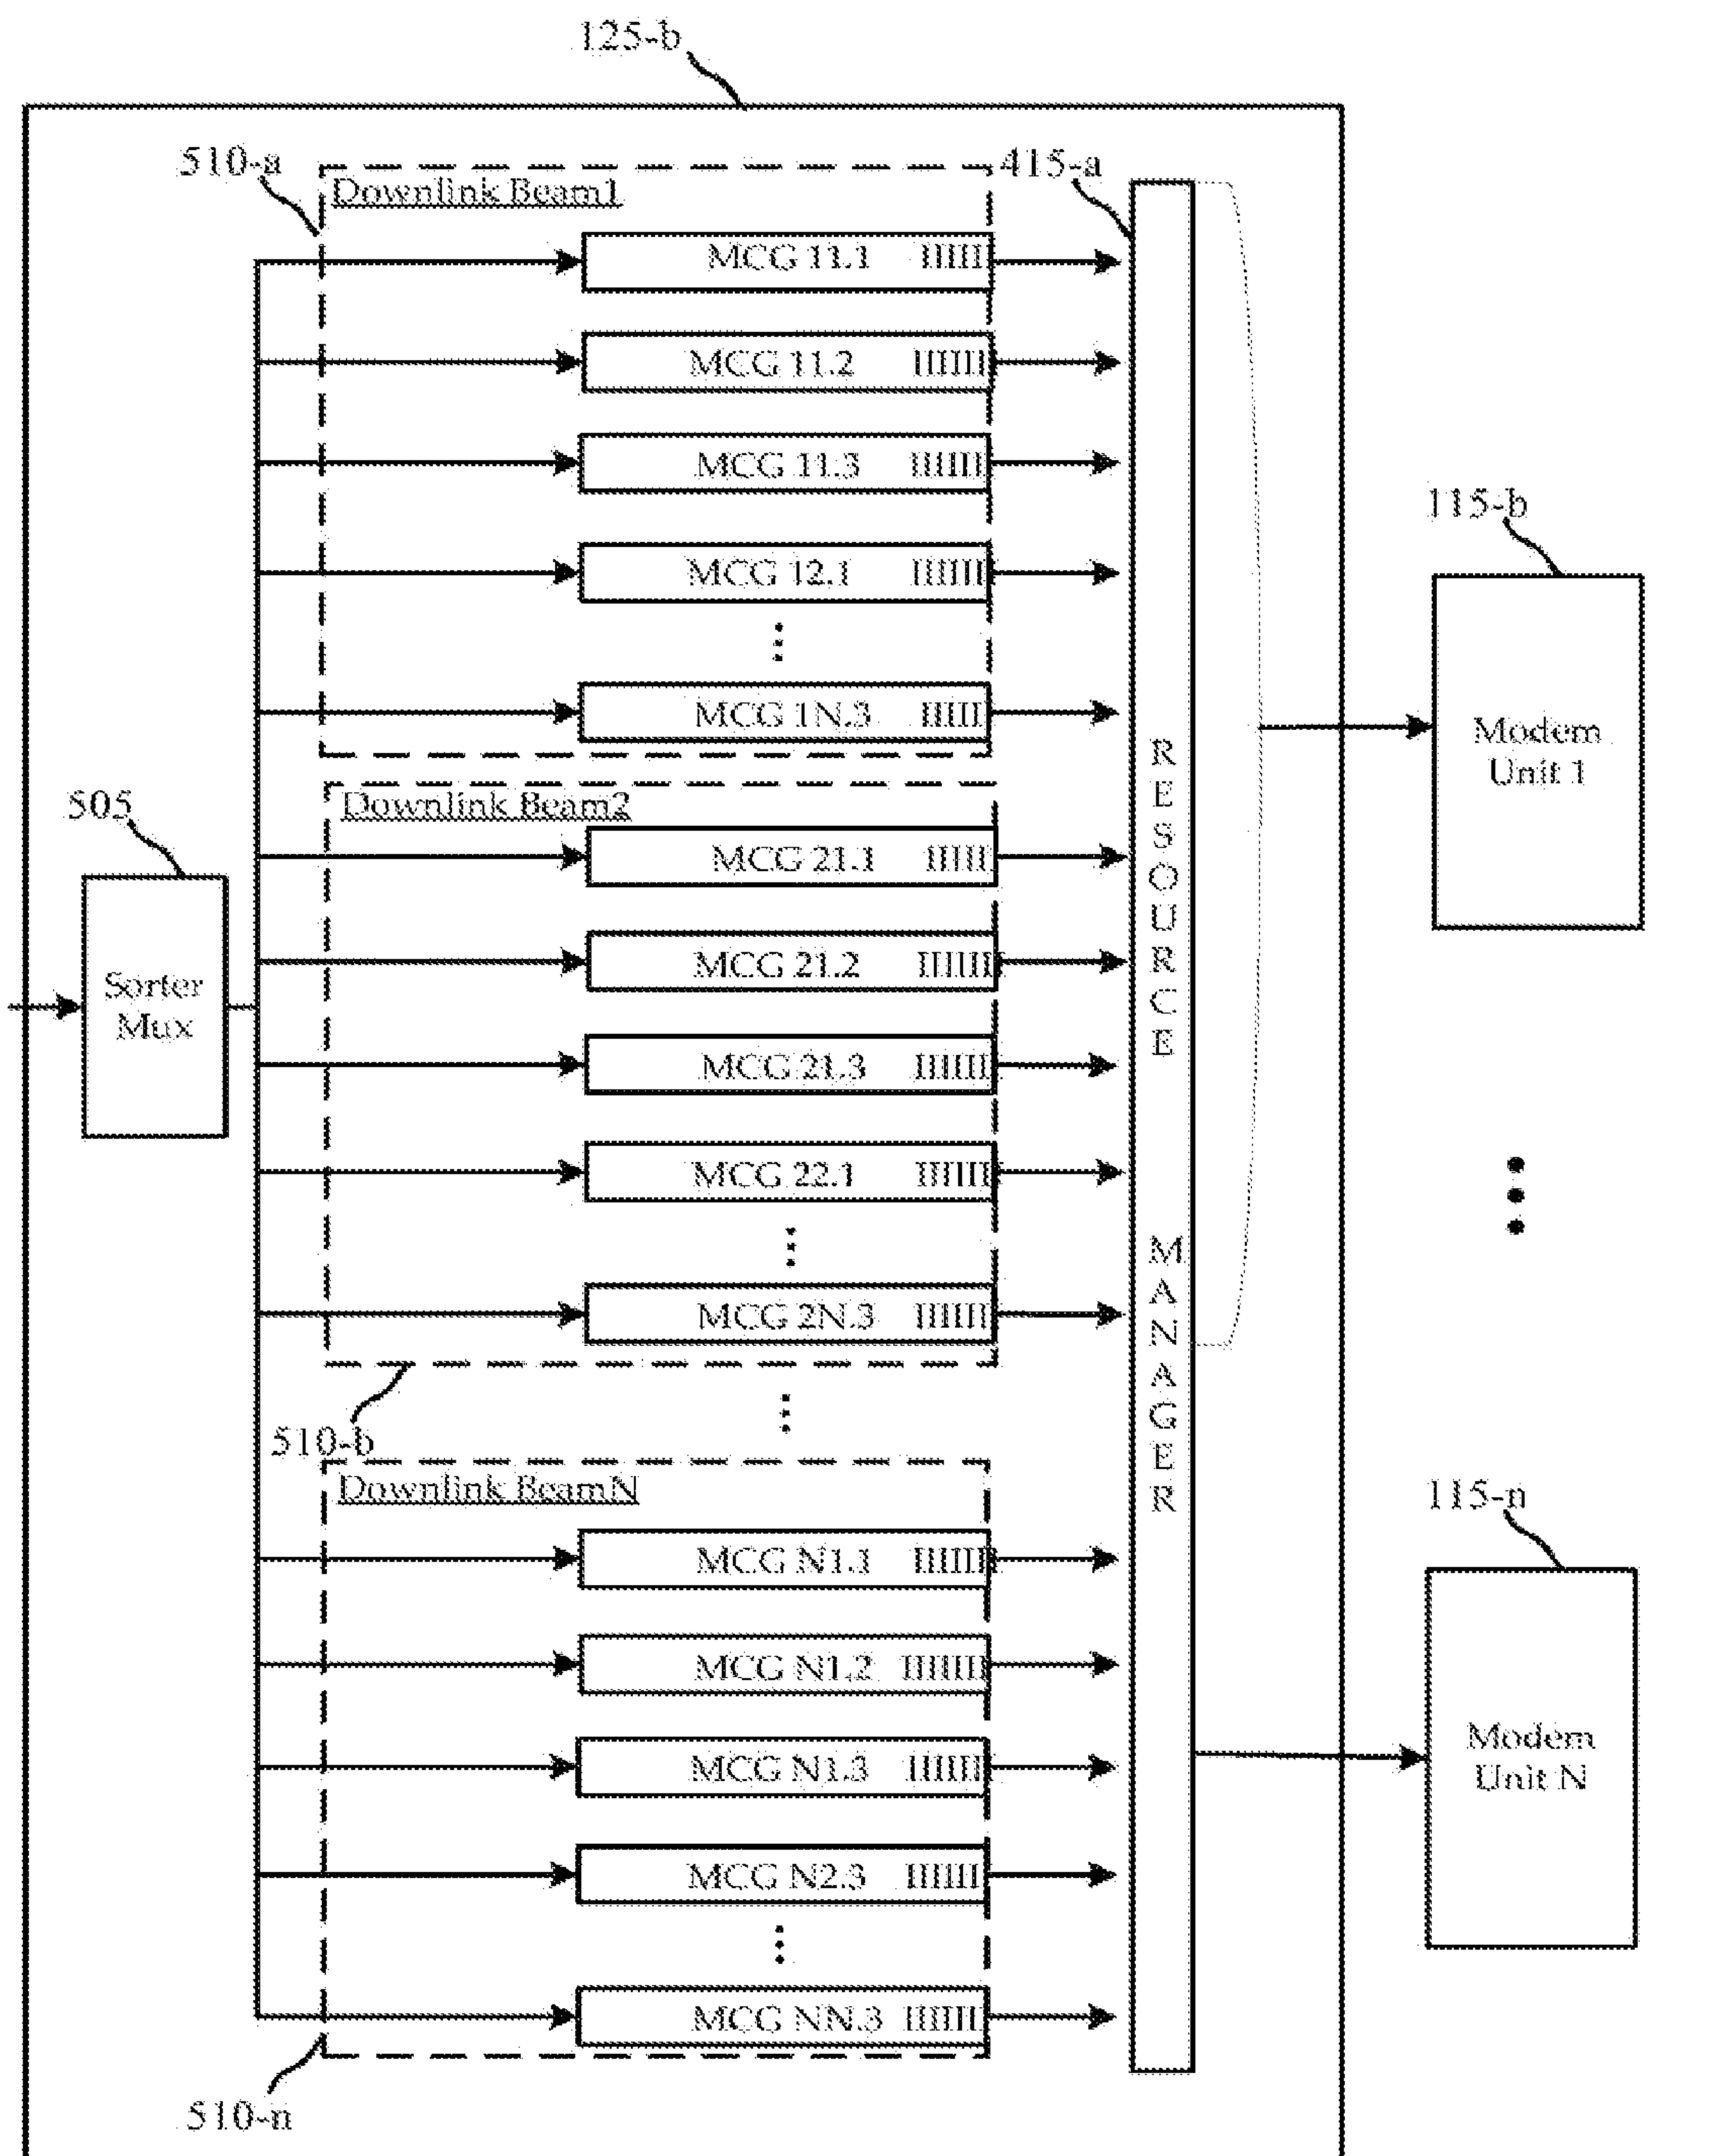 125-b
510-a
415-a
Downlink Beam1
MCG 11.1
MCG 11.2
MCG 11.3
MCG 12.1
MCG 1N.3
115-b
Modem
Unit 1
505
Sorter
Mux
Downlink Beam2
MCG 21.1
MCG 21.2
MCG 21.3
MCG 22.1
MCG 2N.3
510-b
RESOURCE MANAGER
Downlink BeamN
MCG N1.1
MCG N1.2
MCG N1.3
MCG N2.3
MCG NN.3
510-n
115-n
Modem
Unit N